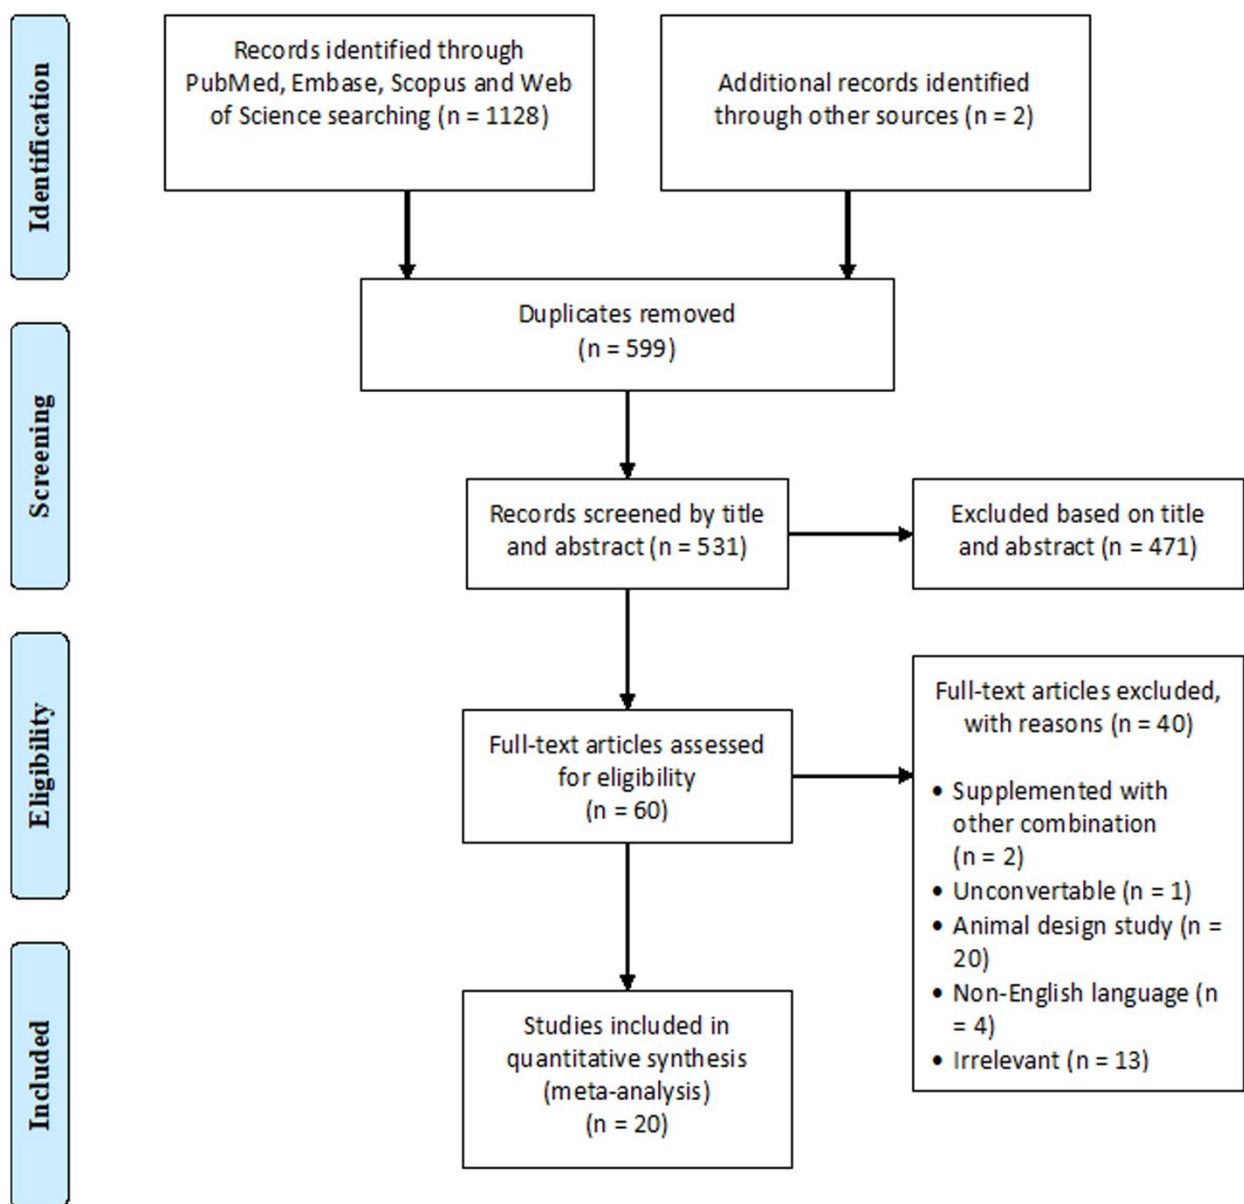 Identification
Records identified through
PubMed, Embase, Scopus and Web
of Science searching (n = 1128)
Additional records identified
through other sources (n = 2)
Duplicates removed
(n = 599)
Screening
Records screened by title
and abstract (n = 531)
Excluded based on title
and abstract (n = 471)
Eligibility
Full-text articles assessed
for eligibility
(n = 60)
Full-text articles excluded,
with reasons (n = 40)
• Supplemented with
other combination
(n = 2)
• Unconvertable (n = 1)
• Animal design study (n =
20)
• Non-English language (n
= 4)
• Irrelevant (n = 13)
Included
Studies included in
quantitative synthesis
(meta-analysis)
(n = 20)